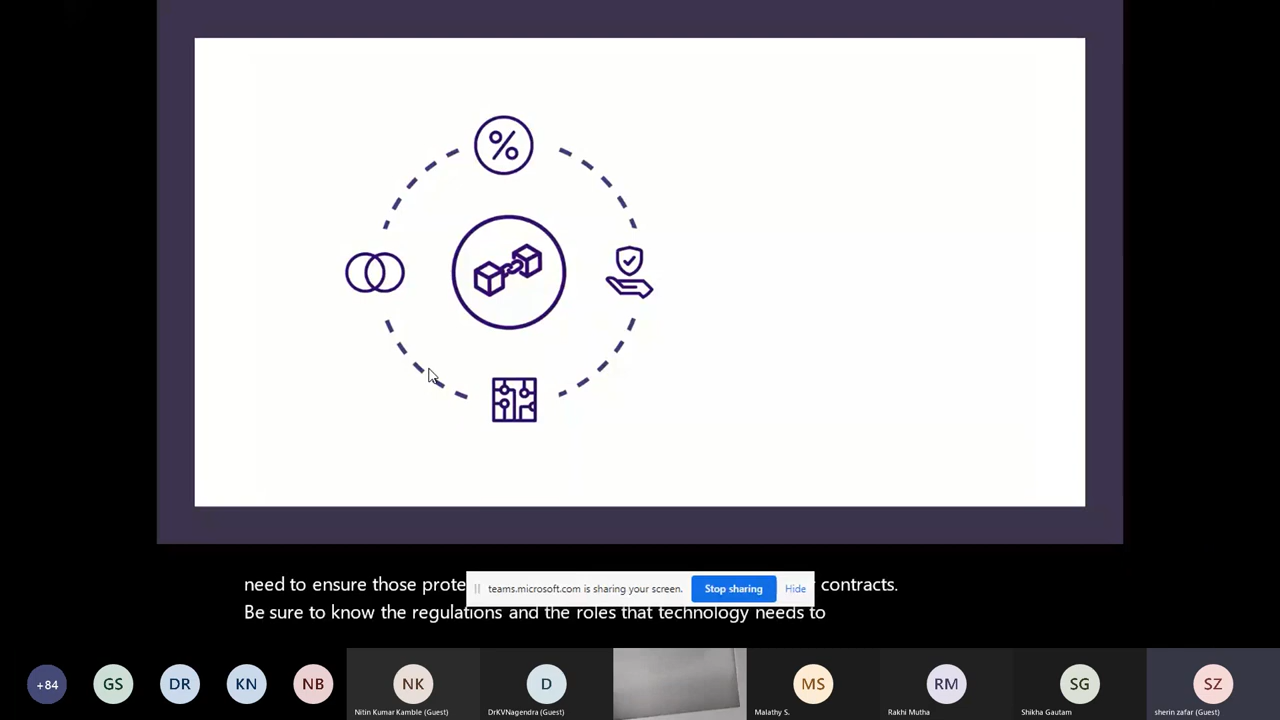 %
need to ensure those contracts.
teams.microsoft.com is sharing your screen. Stop sharing Hide
Be sure to know the regulations and the roles that technology needs to
+84 GS DR KN NB NK D MS RM SG SZ
Nitin Kumar Kamble (Guest) DrKVNagendra (Guest) Malathy S. Rakhi Mutha Shikha Gautam sherin zafar (Guest)